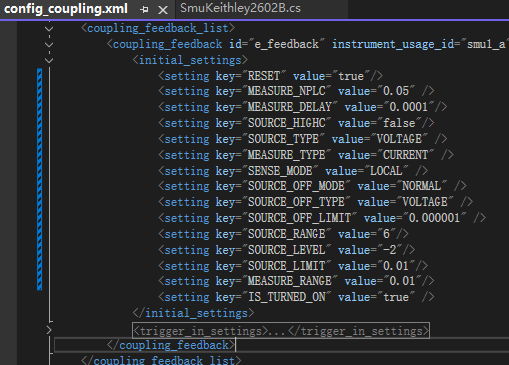 config_coupling.xml
SmuKeithley2602B.cs
<coupling_feedback_list>
<coupling_feedback id="e_feedback" instrument_usage_id="smu1_a"
<initial_settings>
<setting key="RESET" value="true"/>
<setting key="MEASURE_NPLC" value="0.05" />
<setting key="MEASURE_DELAY" value="0.0001"/>
<setting key="SOURCE_HIGHC" value="false"/>
<setting key="SOURCE_TYPE" value="VOLTAGE" />
<setting key="MEASURE_TYPE" value="CURRENT" />
<setting key="SENSE_MODE" value="LOCAL" />
<setting key="SOURCE_OFF_MODE" value="NORMAL" />
<setting key="SOURCE_OFF_TYPE" value="VOLTAGE" />
<setting key="SOURCE_OFF_LIMIT" value="0.000001" />
<setting key="SOURCE_RANGE" value="6"/>
<setting key="SOURCE_LEVEL" value="-2"/>
<setting key="SOURCE_LIMIT" value="0.01"/>
<setting key="MEASURE_RANGE" value="0.01"/>
<setting key="IS_TURNED_ON" value="true" />
</initial_settings>
<trigger_in_settings>...</trigger_in_settings>
</coupling_feedback>
</coupling_feedback_list>